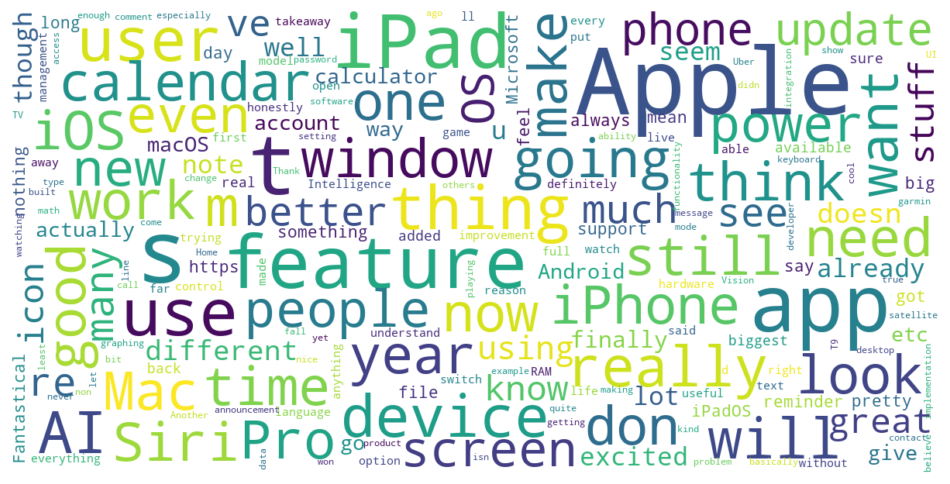 long enough comment especially ago ll every
though user ve iPad phone update
management access day well model password takeaway open Microsoft seem put Uber show sure UI
TV calendar calculator one OS make Apple want stuff
iOS even software honestly account way game u feel always mean integration
macOS first setting ability live power able available
nothing away new note real Thank t window going think didn cool big
built type math change Intelligence others definitely functionality keyboard garmin
watching work m better thing much message mode see doesn
actually come trying something added improvement support developer need
Home full watch
icon good many line call s https feature Android still say already
far control made playing reason hardware Vision true satellite
use people now iPhone app got
graphing fall yet understand finally said biggest T9 etc desktop
Fantastical least bit nice different year using really look
re back let anything file switch example RAM life useful text d right implementation
never non Mac time know lot iPadOS reminder pretty
Another announcement language device quite making kind
AI Siri Pro go screen don will great
everything data product won option isn getting excited problem basically without give contact believe